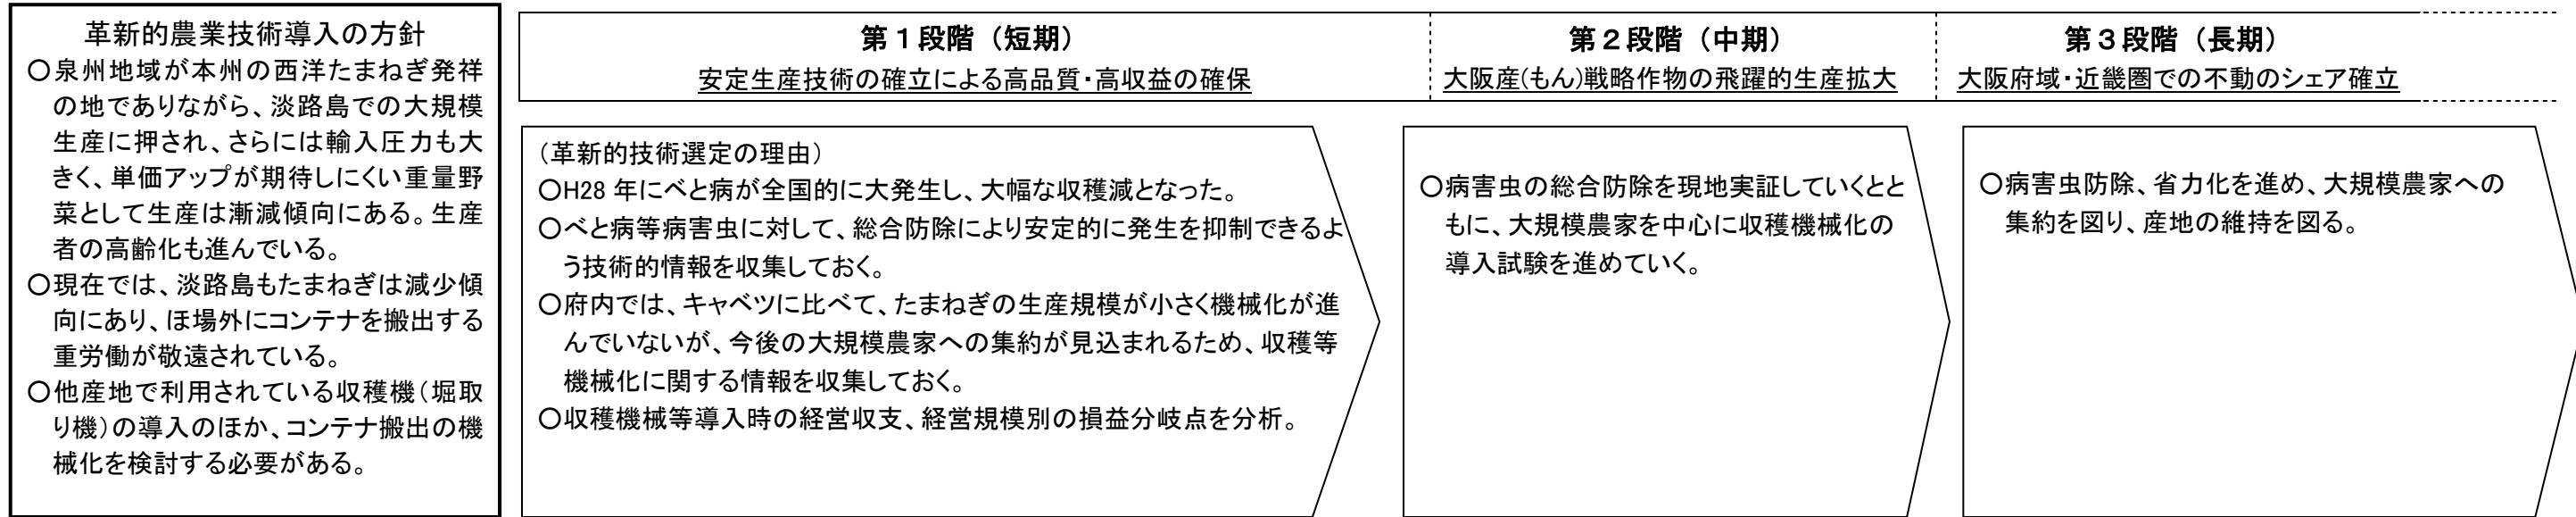 革新的農業技術導入の方針
○泉州地域が本州の西洋たまねぎ発祥
の地でありながら、淡路島での大規模
生産に押され、さらには輸入圧力も大
きく、単価アップが期待しにくい重量野
菜として生産は漸減傾向にある。生産
者の高齢化も進んでいる。
○現在では、淡路島もたまねぎは減少傾
向にあり、ほ場外にコンテナを搬出する
重労働が敬遠されている。
○他産地で利用されている収穫機(堀取
り機)の導入のほか、コンテナ搬出の機
械化を検討する必要がある。
第1段階(短期)
安定生産技術の確立による高品質・高収益の確保
第2段階(中期)
大阪産(もん)戦略作物の飛躍的生産拡大
第3段階(長期)
大阪府域・近畿圏での不動のシェア確立
(革新的技術選定の理由)
○H28年にべと病が全国的に大発生し、大幅な収穫減となった。
○べと病等病害虫に対して、総合防除により安定的に発生を抑制できるよ
う技術的情報を収集しておく。
○府内では、キャベツに比べて、たまねぎの生産規模が小さく機械化が進
んでいないが、今後の大規模農家への集約が見込まれるため、収穫等
機械化に関する情報を収集しておく。
○収穫機械等導入時の経営収支、経営規模別の損益分岐点を分析。
○病害虫の総合防除を現地実証していくとと
もに、大規模農家を中心に収穫機械化の
導入試験を進めていく。
○病害虫防除、省力化を進め、大規模農家への
集約を図り、産地の維持を図る。